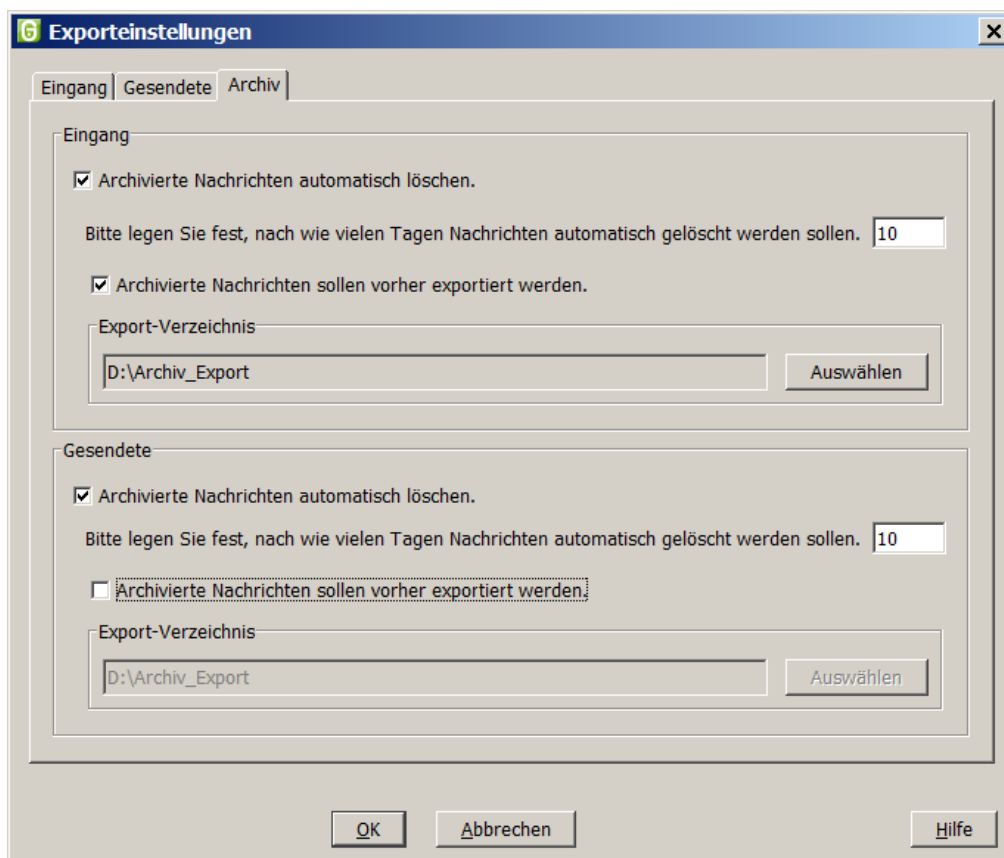 Exporteinstellungen
Eingang Gesendete Archiv
Eingang
Archivierte Nachrichten automatisch löschen.
Bitte legen Sie fest, nach wie vielen Tagen Nachrichten automatisch gelöscht werden sollen. 10
Archivierte Nachrichten sollen vorher exportiert werden.
Export-Verzeichnis
D:\Archiv_Export Auswählen
Gesendete
Archivierte Nachrichten automatisch löschen.
Bitte legen Sie fest, nach wie vielen Tagen Nachrichten automatisch gelöscht werden sollen. 10
Archivierte Nachrichten sollen vorher exportiert werden.
Export-Verzeichnis
D:\Archiv_Export Auswählen
OK Abbrechen Hilfe